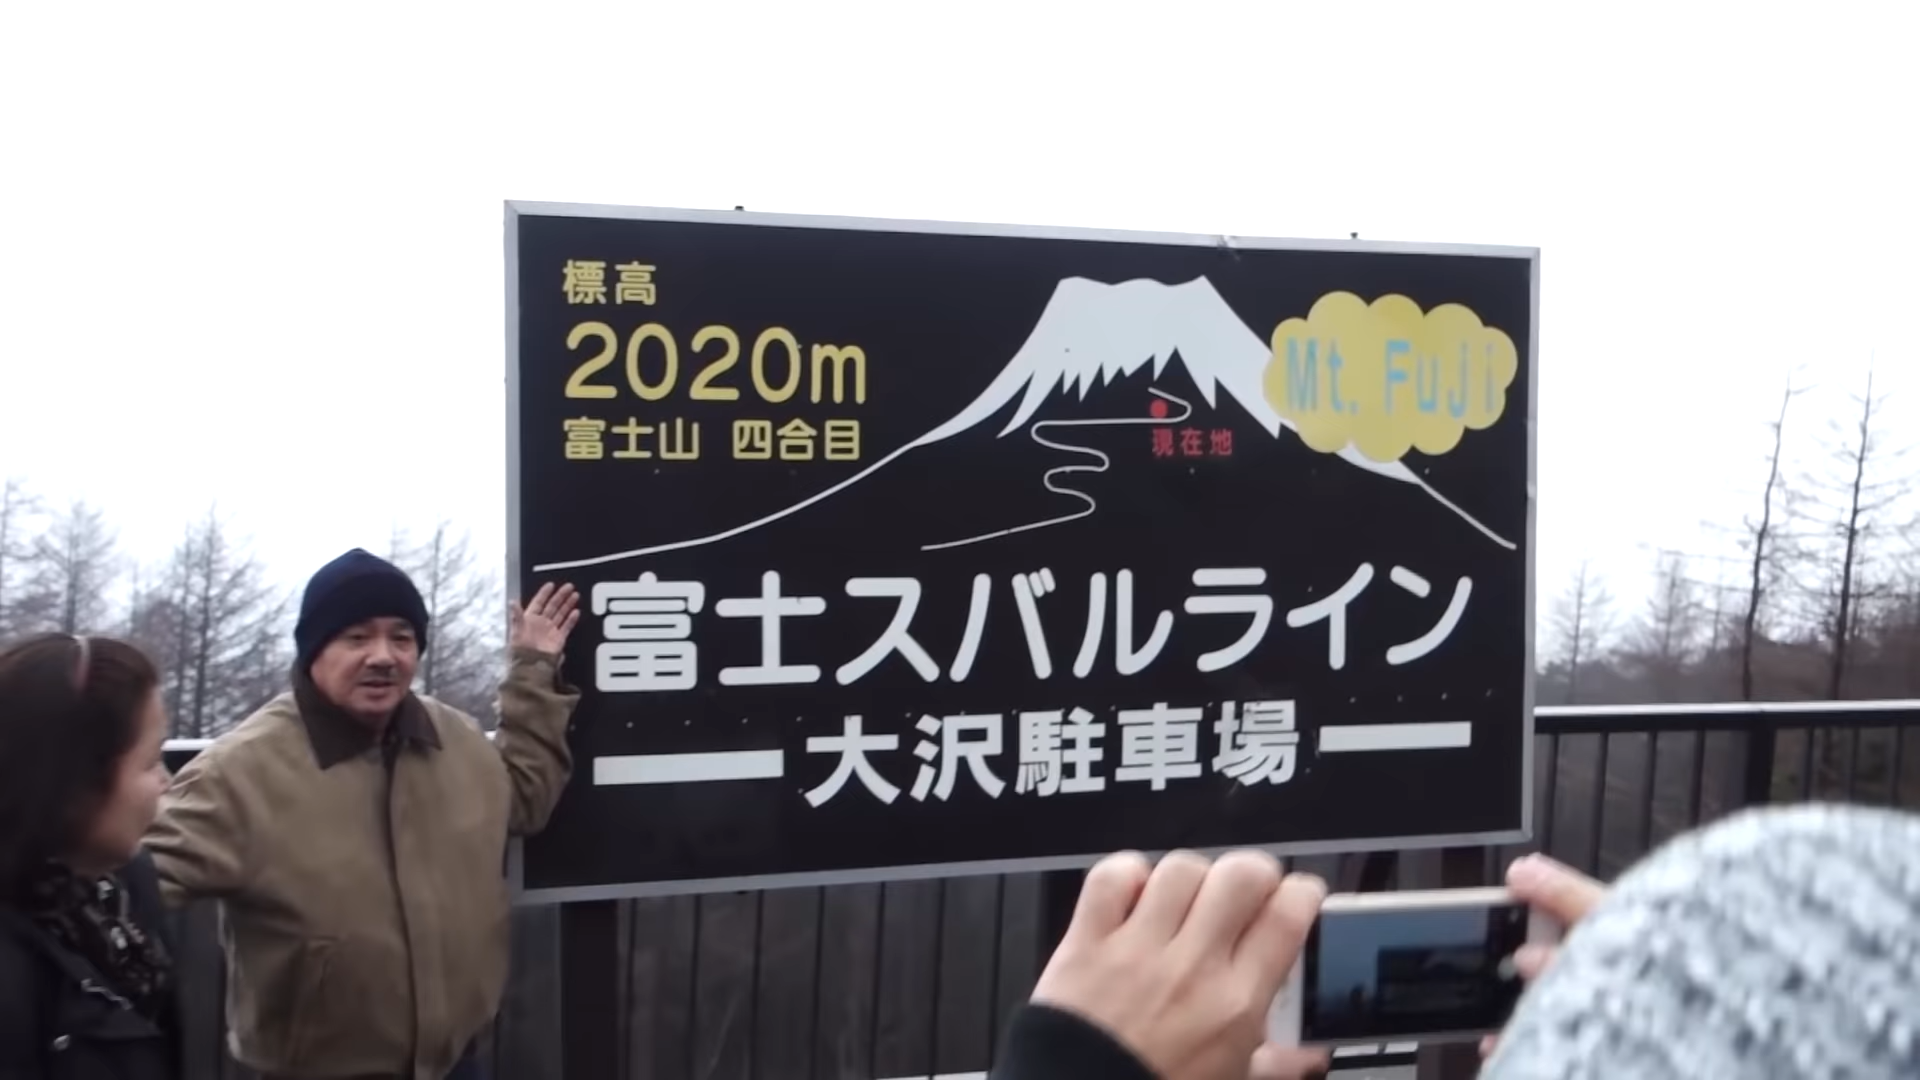 標高
2020m
富士山 四合目
Mt. FuJi
現在地
富士スバルライン
大沢駐車場